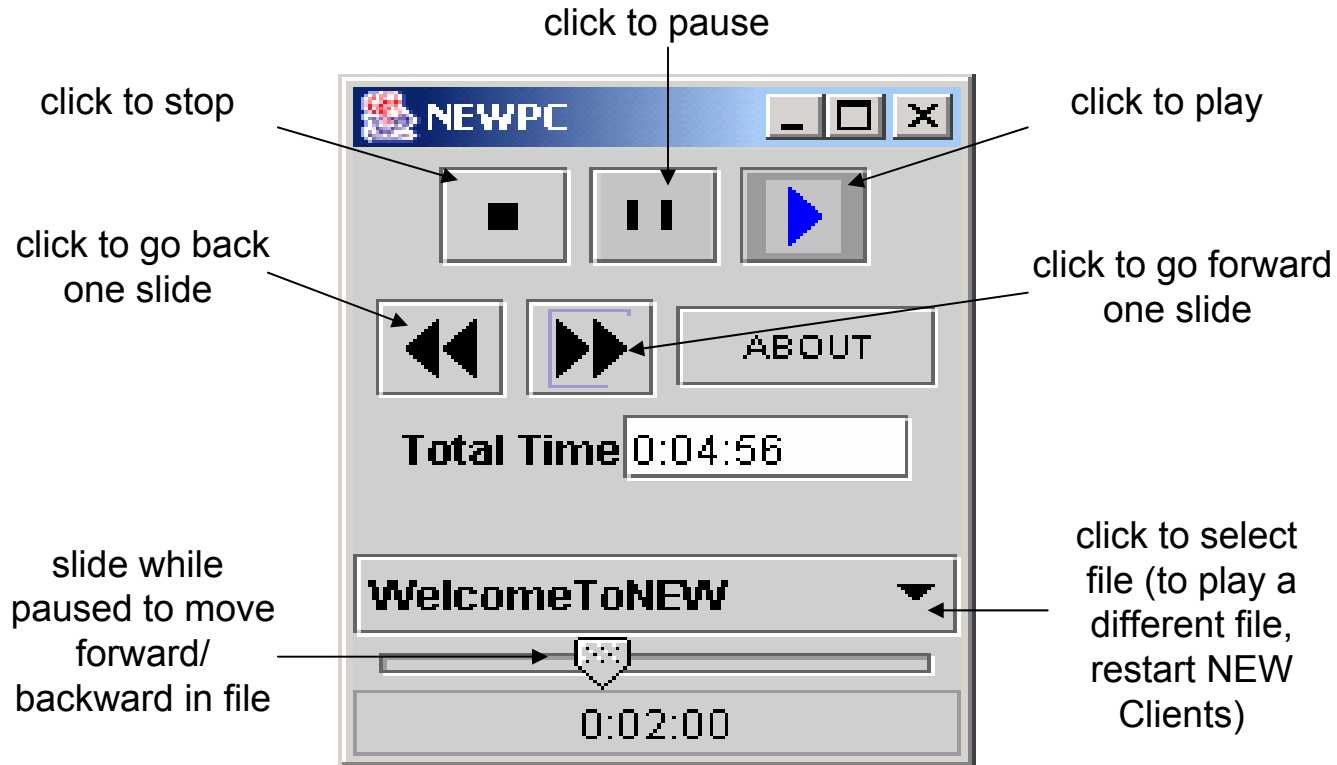 click to pause
click to stop
click to play
NEWPC
click to go back
one slide
click to go forward
one slide
ABOUT
Total Time 0:04:56
slide while
paused to move
forward/
backward in file
WelcomeToNEW
click to select
file (to play a
different file,
restart NEW
Clients)
0:02:00